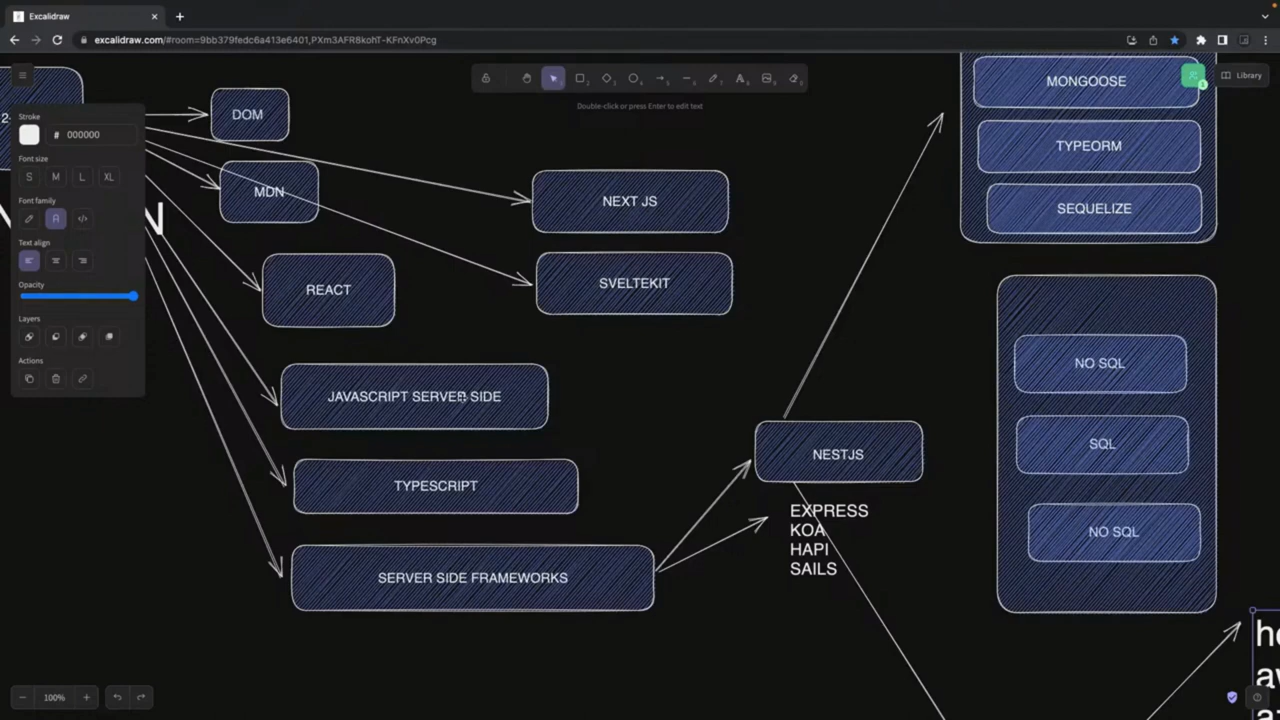 Excalidraw
excalidraw.com/#room=9bb379fedc6a413e6401,PXm3AFR8kohT-KFnXv0Pcg
Library
Double-click or press Enter to edit text
Stroke
# 000000
Font size
S M L XL
Font family
Text align
Opacity
Layers
Actions
100%
2-
N
DOM
MDN
REACT
JAVASCRIPT SERVER SIDE
TYPESCRIPT
SERVER SIDE FRAMEWORKS
NEXT JS
SVELTEKIT
NESTJS
EXPRESS
KOA
HAPI
SAILS
MONGOOSE
TYPEORM
SEQUELIZE
NO SQL
SQL
NO SQL